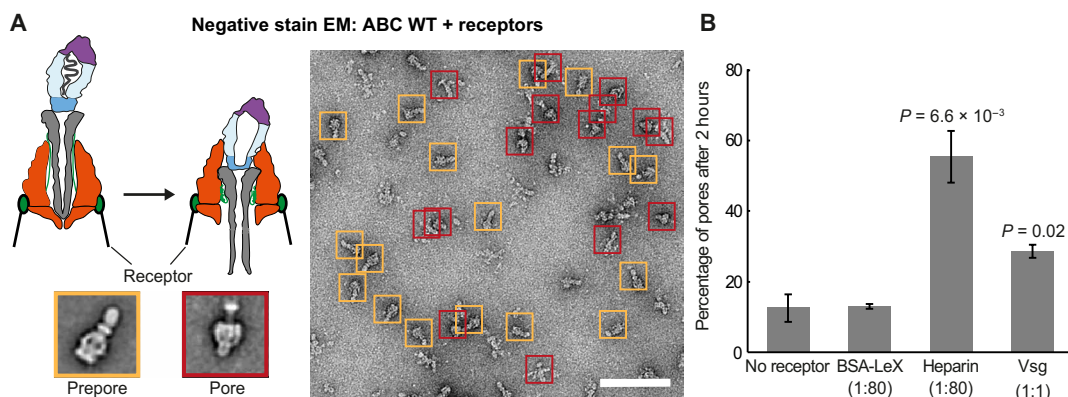 A
Negative stain EM: ABC WT + receptors
Receptor
Prepore
Pore
B
Percentage of pores after 2 hours
80
60
40
20
0
P = 6.6 × 10⁻³
P = 0.02
No receptor
BSA-LeX
(1:80)
Heparin
(1:80)
Vsg
(1:1)